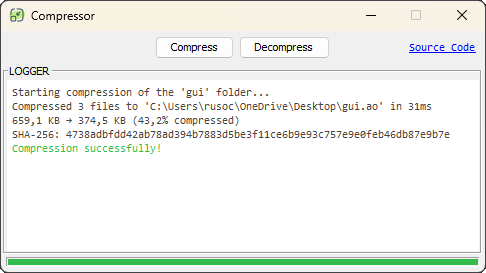 Compressor
Compress
Decompress
Source Code
LOGGER
Starting compression of the 'gui' folder...
Compressed 3 files to 'C:\Users\rusoc\OneDrive\Desktop\gui.ao' in 31ms
659,1 KB → 374,5 KB (43,2% compressed)
SHA-256: 4738adbfdd42ab78ad394b7883d5be3f11ce6b9e93c757e9e0feb46db87e9b7e
Compression successfully!